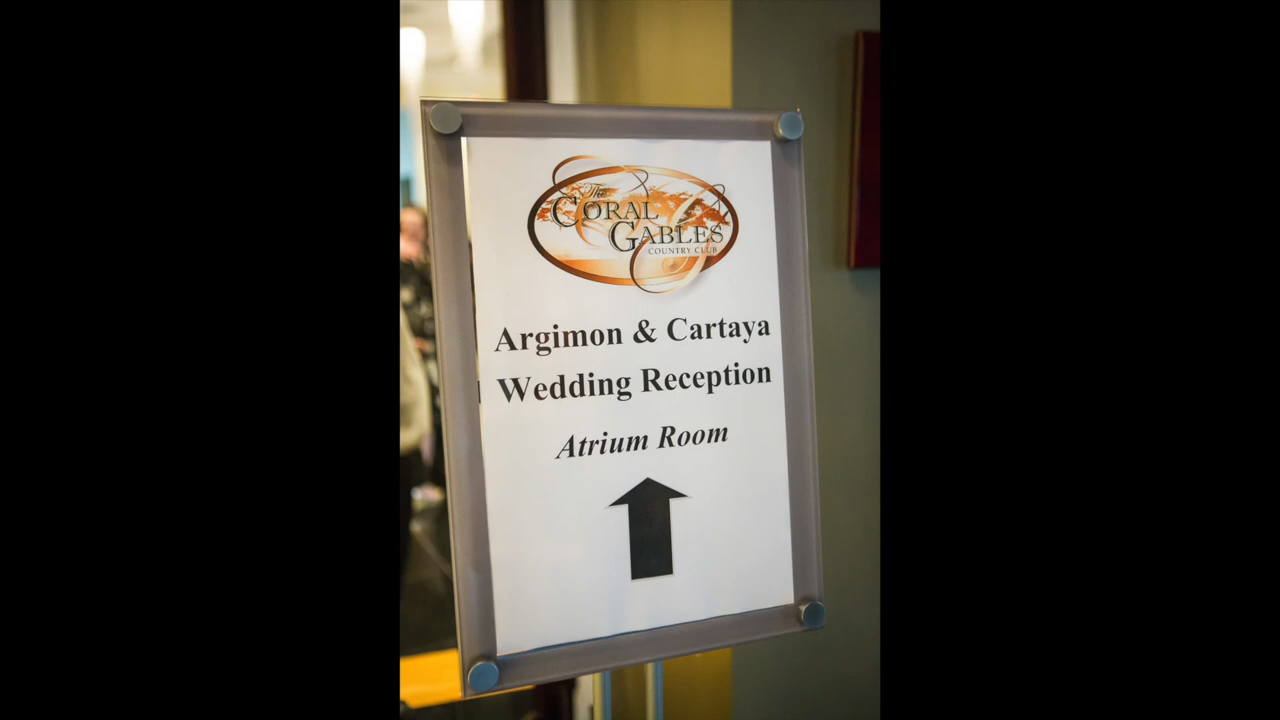 The
CORAL
GABLES
COUNTRY CLUB
Argimon & Cartaya
Wedding Reception
Atrium Room